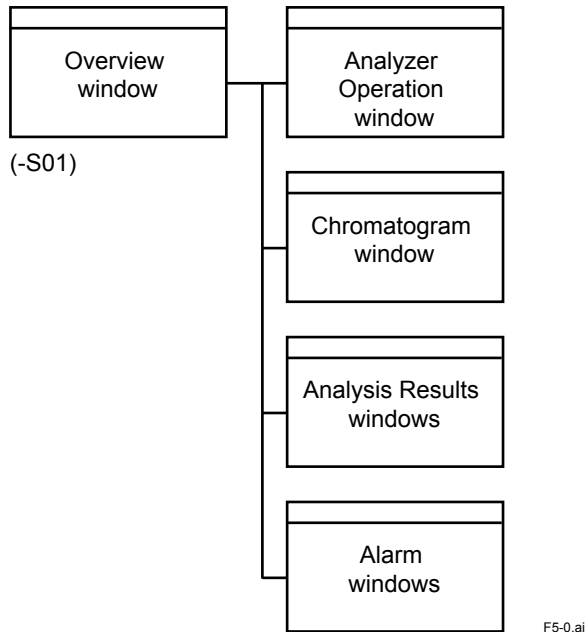 Overview
window
(-S01)
Analyzer
Operation
window
Chromatogram
window
Analysis Results
windows
Alarm
windows
F5-0.ai